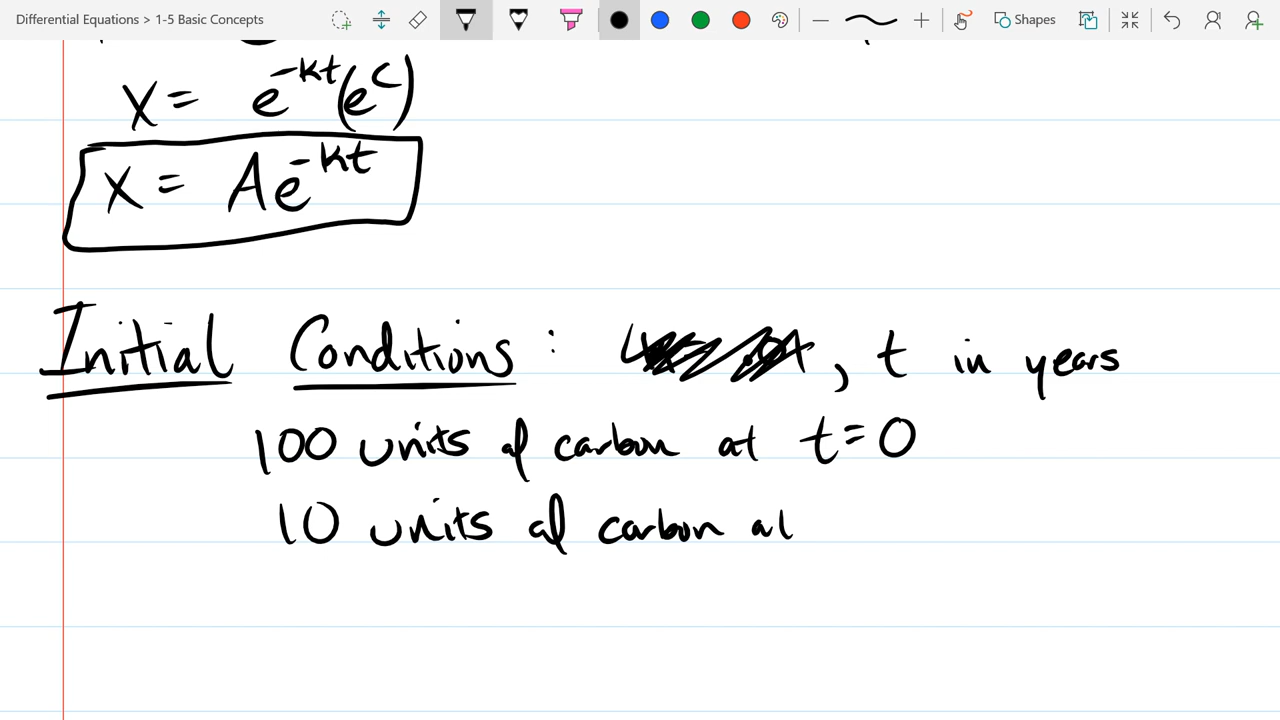 Differential Equations > 1-5 Basic Concepts
Shapes
x = e^{-kt}(e^{c})
x = Ae^{-kt}
Initial Conditions: , t in years
100 units of carbon at t=0
10 units of carbon at